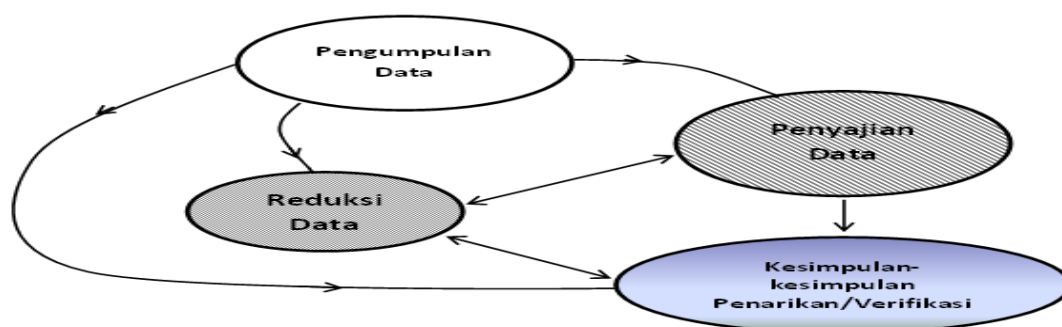 Pengumpulan
Data
Penyajian
Data
Reduksi
Data
Kesimpulan-
kesimpulan
Penarikan/Verifikasi